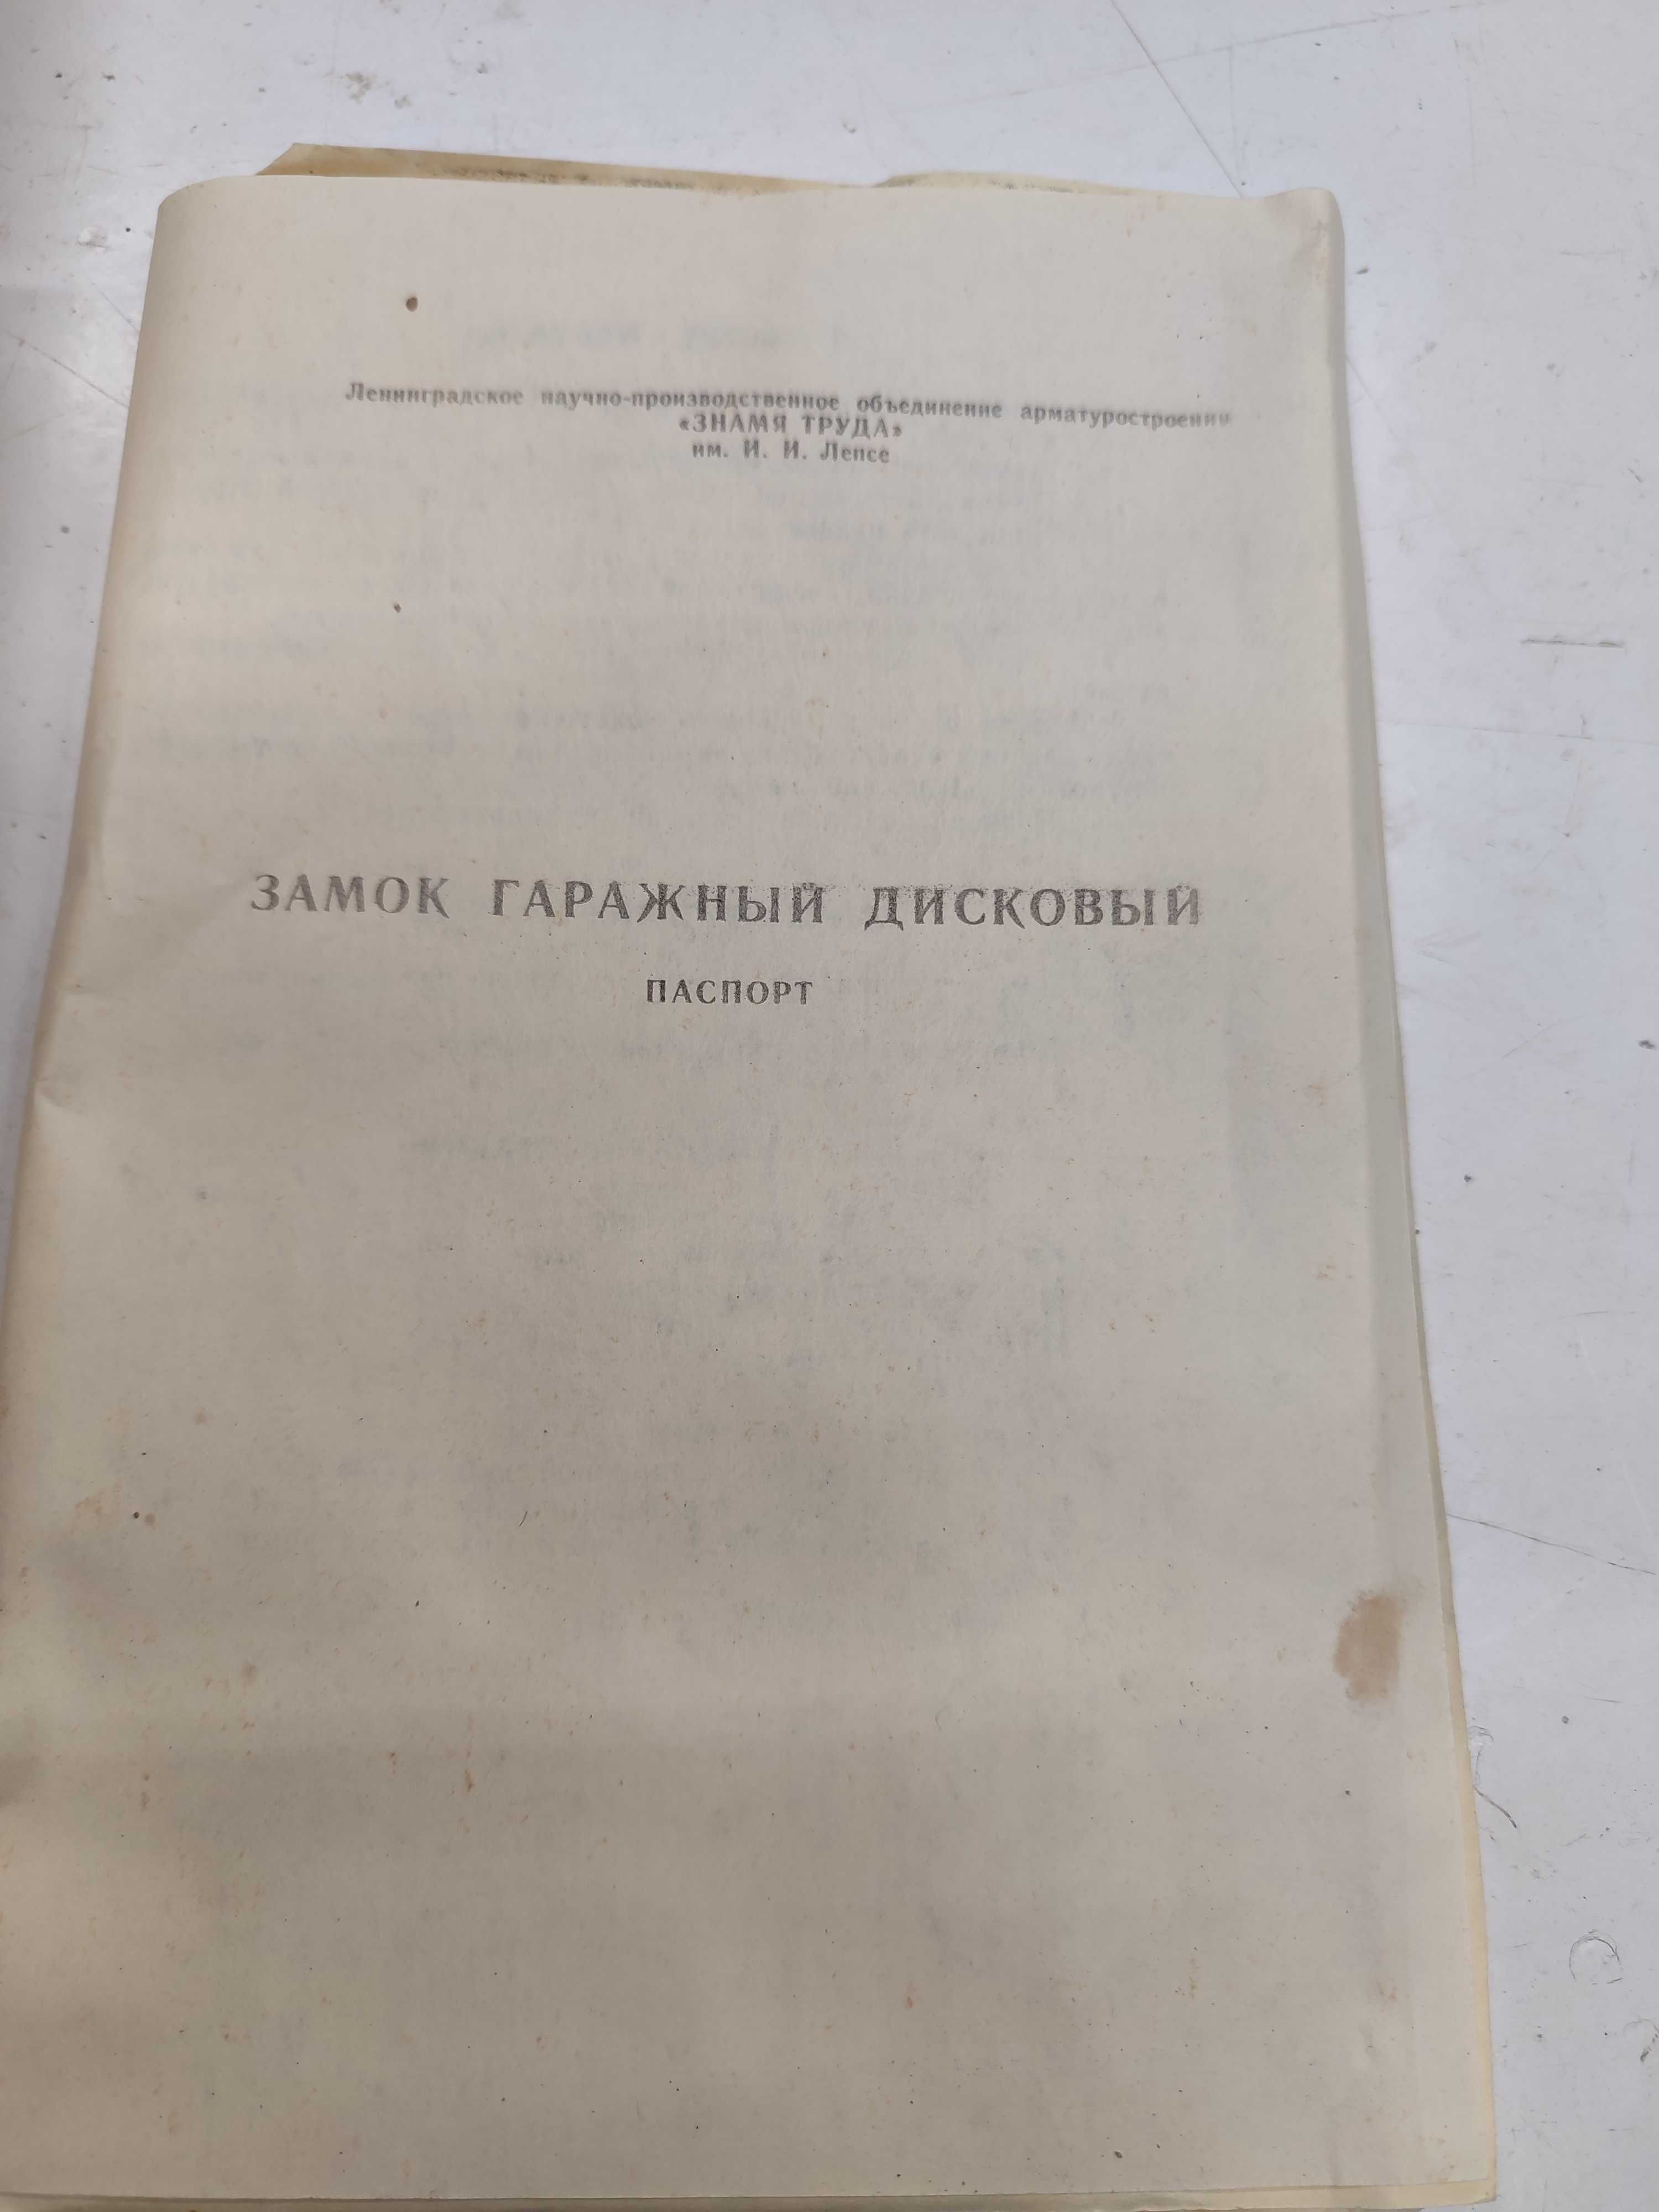 Ленинградское научно-производственное объединение арматуростроения
«ЗНАМЯ ТРУДА»
им. И. И. Лепсе
ЗАМОК ГАРАЖНЫЙ ДИСКОВЫЙ
ПАСПОРТ